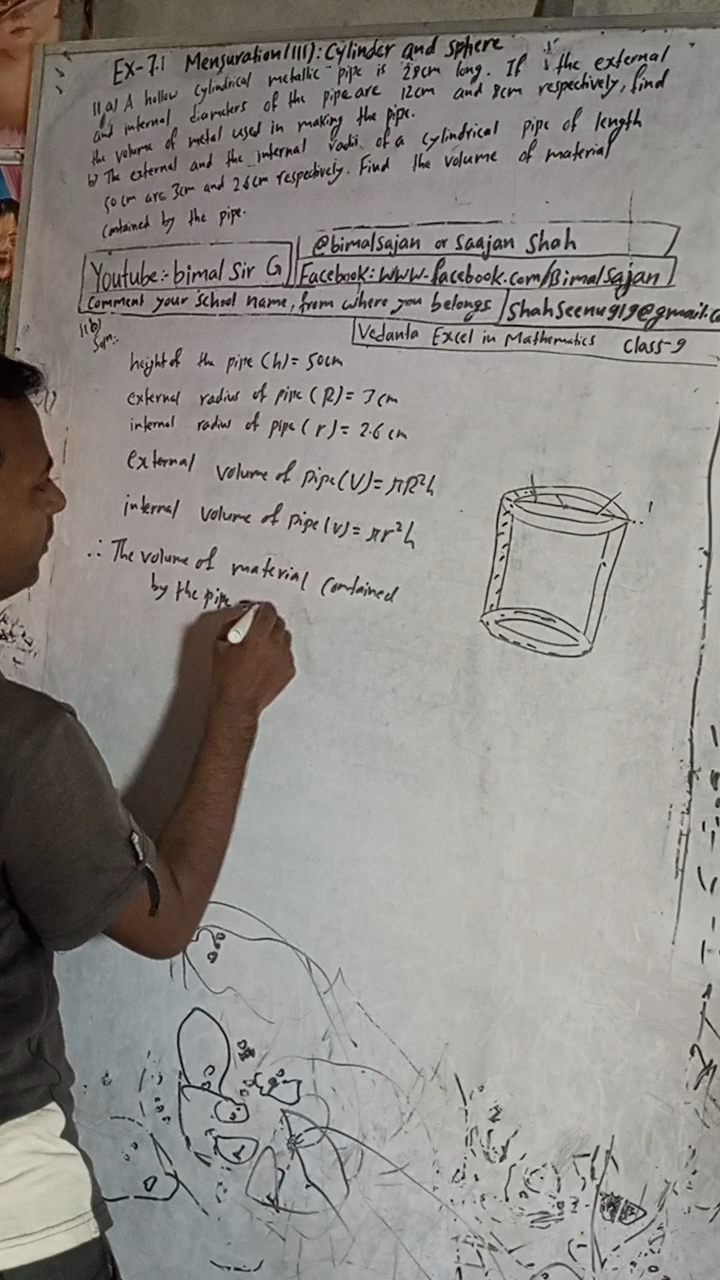 Ex-7.1 Mensuration(III): Cylinder and sphere
11 a) A hollow cylindrical metallic pipe is 28cm long. If the external
and internal diameters of the pipe are 12cm and 8cm respectively, find
the volume of metal used in making the pipe.
b) The external and the internal radii of a cylindrical pipe of length
50cm are 3cm and 2.6cm respectively. Find the volume of material
contained by the pipe.
@bimalsajan or Saajan Shah
Youtube:- bimal Sir G
Facebook: www.facebook.com/Bimalsajan
Comment your school name, from where you belongs / Shahseenu919@gmail.c
Vedanta Excel in Mathematics Class-9
11b)
Soln:-
height of the pipe (h) = 50cm
external radius of pipe (R) = 3cm
internal radius of pipe (r) = 2.6 cm
external volume of pipe (V) = πR²h
internal volume of pipe (v) = πr²h
∴ The volume of material contained
by the pipe